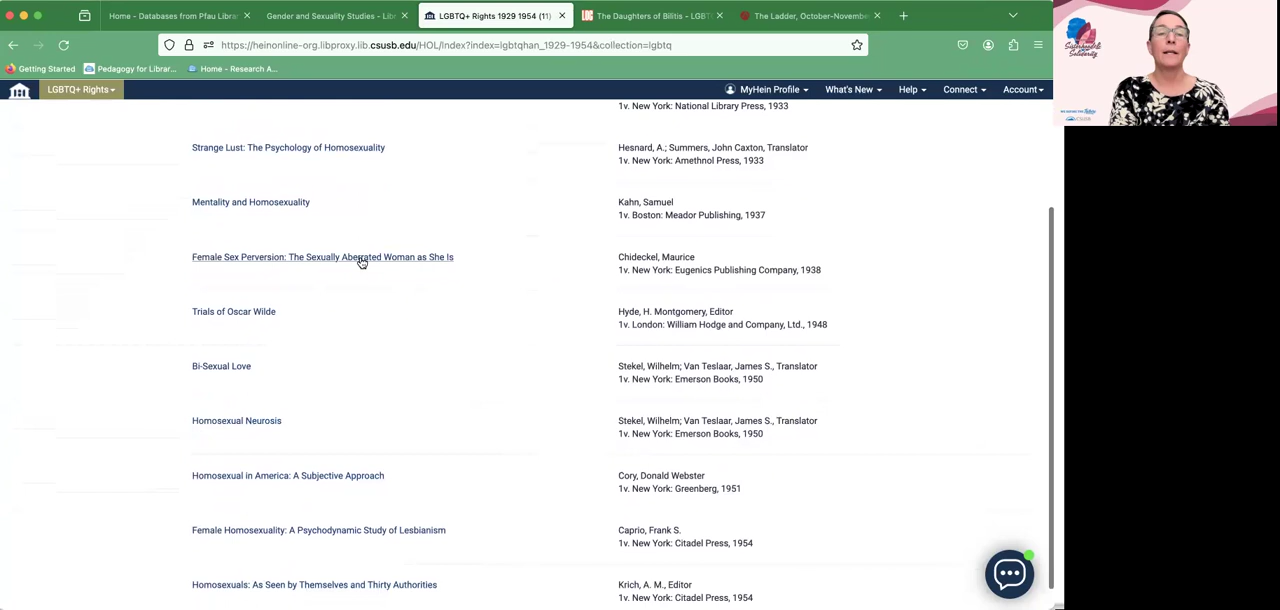 Home - Databases from Pfau Librar
Gender and Sexuality Studies - Libr
LGBTQ+ Rights 1929 1954 (11)
The Daughters of Bilitis - LGBTQ
The Ladder, October-Novembe
https://heinonline-org.libproxy.lib.csusb.edu/HOL/Index?index=lgbtqhan_1929-1954&collection=lgbtq
Getting Started
Pedagogy for Librar...
Home - Research A...
LGBTQ+ Rights
MyHein Profile
What's New
Help
Connect
Account
1v. New York: National Library Press, 1933
Strange Lust: The Psychology of Homosexuality
Hesnard, A.; Summers, John Caxton, Translator
1v. New York: Amethnol Press, 1933
Mentality and Homosexuality
Kahn, Samuel
1v. Boston: Meador Publishing, 1937
Female Sex Perversion: The Sexually Aberrated Woman as She Is
Chideckel, Maurice
1v. New York: Eugenics Publishing Company, 1938
Trials of Oscar Wilde
Hyde, H. Montgomery, Editor
1v. London: William Hodge and Company, Ltd., 1948
Bi-Sexual Love
Stekel, Wilhelm; Van Teslaar, James S., Translator
1v. New York: Emerson Books, 1950
Homosexual Neurosis
Stekel, Wilhelm; Van Teslaar, James S., Translator
1v. New York: Emerson Books, 1950
Homosexual in America: A Subjective Approach
Cory, Donald Webster
1v. New York: Greenberg, 1951
Female Homosexuality: A Psychodynamic Study of Lesbianism
Caprio, Frank S.
1v. New York: Citadel Press, 1954
Homosexuals: As Seen by Themselves and Thirty Authorities
Krich, A. M., Editor
1v. New York: Citadel Press, 1954
Sisterhood &
Solidarity
CSUSB